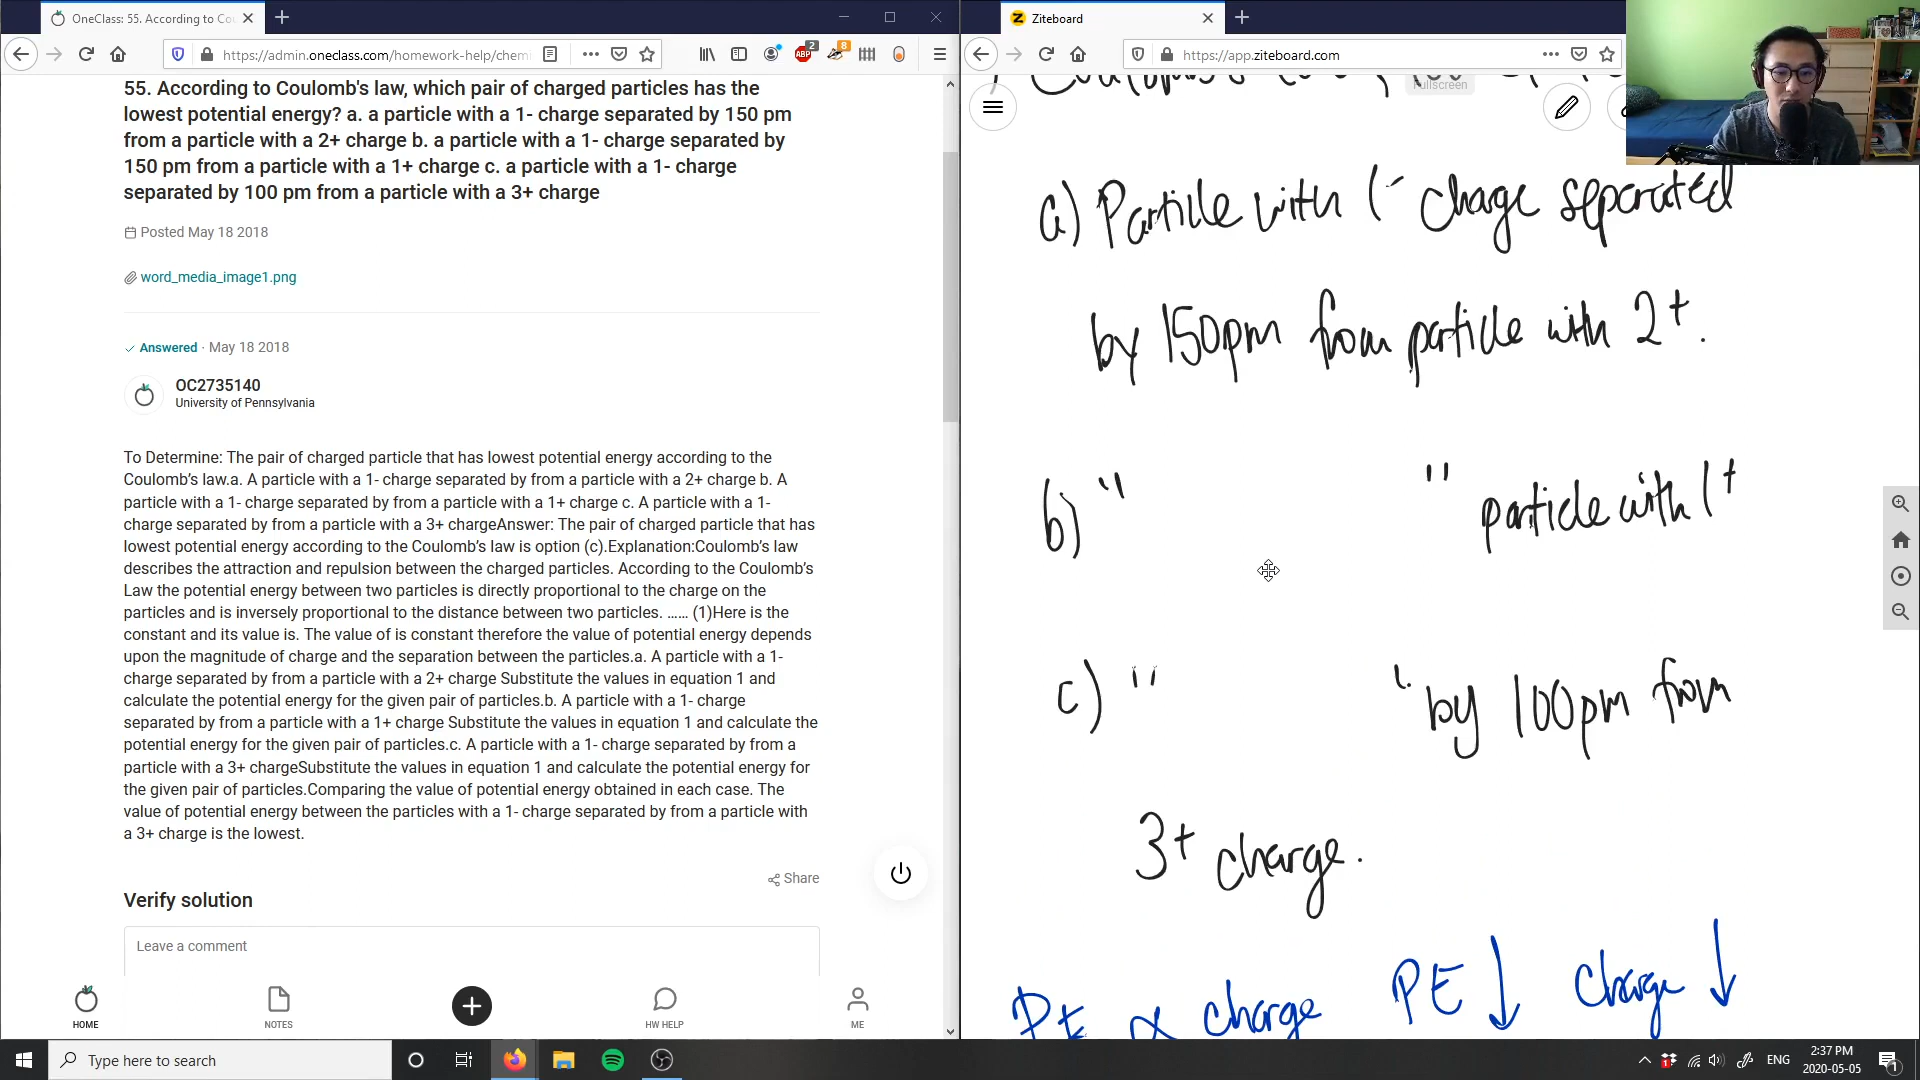 OneClass: 55. According to Cou
Ziteboard
https://admin.oneclass.com/homework-help/chemi
2
8
https://app.ziteboard.com
55. According to Coulomb's law, which pair of charged particles has the
lowest potential energy? a. a particle with a 1- charge separated by 150 pm
from a particle with a 2+ charge b. a particle with a 1- charge separated by
150 pm from a particle with a 1+ charge c. a particle with a 1- charge
separated by 100 pm from a particle with a 3+ charge
Posted May 18 2018
word_media_image1.png
Answered · May 18 2018
OC2735140
University of Pennsylvania
To Determine: The pair of charged particle that has lowest potential energy according to the
Coulomb's law.a. A particle with a 1- charge separated by from a particle with a 2+ charge b. A
particle with a 1- charge separated by from a particle with a 1+ charge c. A particle with a 1-
charge separated by from a particle with a 3+ chargeAnswer: The pair of charged particle that has
lowest potential energy according to the Coulomb's law is option (c).Explanation:Coulomb's law
describes the attraction and repulsion between the charged particles. According to the Coulomb's
Law the potential energy between two particles is directly proportional to the charge on the
particles and is inversely proportional to the distance between two particles. ...... (1)Here is the
constant and its value is. The value of is constant therefore the value of potential energy depends
upon the magnitude of charge and the separation between the particles.a. A particle with a 1-
charge separated by from a particle with a 2+ charge Substitute the values in equation 1 and
calculate the potential energy for the given pair of particles.b. A particle with a 1- charge
separated by from a particle with a 1+ charge Substitute the values in equation 1 and calculate the
potential energy for the given pair of particles.c. A particle with a 1- charge separated by from a
particle with a 3+ chargeSubstitute the values in equation 1 and calculate the potential energy for
the given pair of particles.Comparing the value of potential energy obtained in each case. The
value of potential energy between the particles with a 1- charge separated by from a particle with
a 3+ charge is the lowest.
Share
Verify solution
Leave a comment
HOME
NOTES
HW HELP
ME
Fullscreen
a) Particle with 1⁻ charge separated
by 150pm from particle with 2⁺.
b) " " particle with 1⁺
c) " " by 100pm from
3⁺ charge.
PE ↓ charge ↓
PE ∝ charge
Type here to search
ENG
2:37 PM
2020-05-05
1